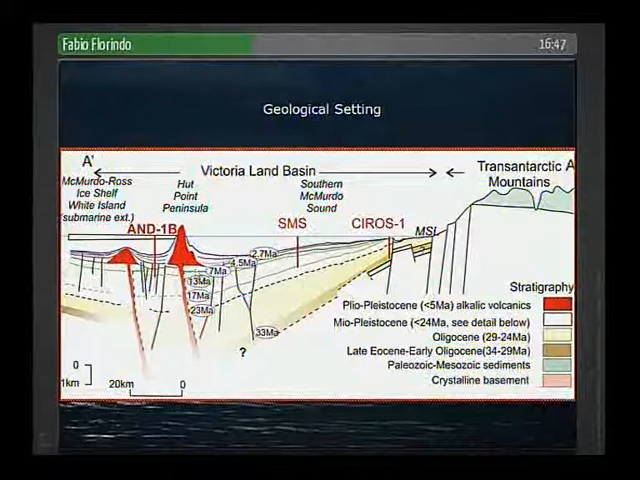 Fabio Florindo
16:47
Geological Setting
A'
Victoria Land Basin
Transantarctic
Mountains
McMurdo-Ross
Ice Shelf
White Island
(submarine ext.)
Hut
Point
Peninsula
Southern
McMurdo
Sound
AND-1B
SMS
CIROS-1
MSL
2.7Ma
4.5Ma
7Ma
13Ma
17Ma
23Ma
33Ma
?
Stratigraphy
Plio-Pleistocene (<5Ma) alkalic volcanics
Mio-Pleistocene (<24Ma, see detail below)
Oligocene (29-24Ma)
Late Eocene-Early Oligocene(34-29Ma)
Paleozoic-Mesozoic sediments
Crystalline basement
0
1km
20km
0